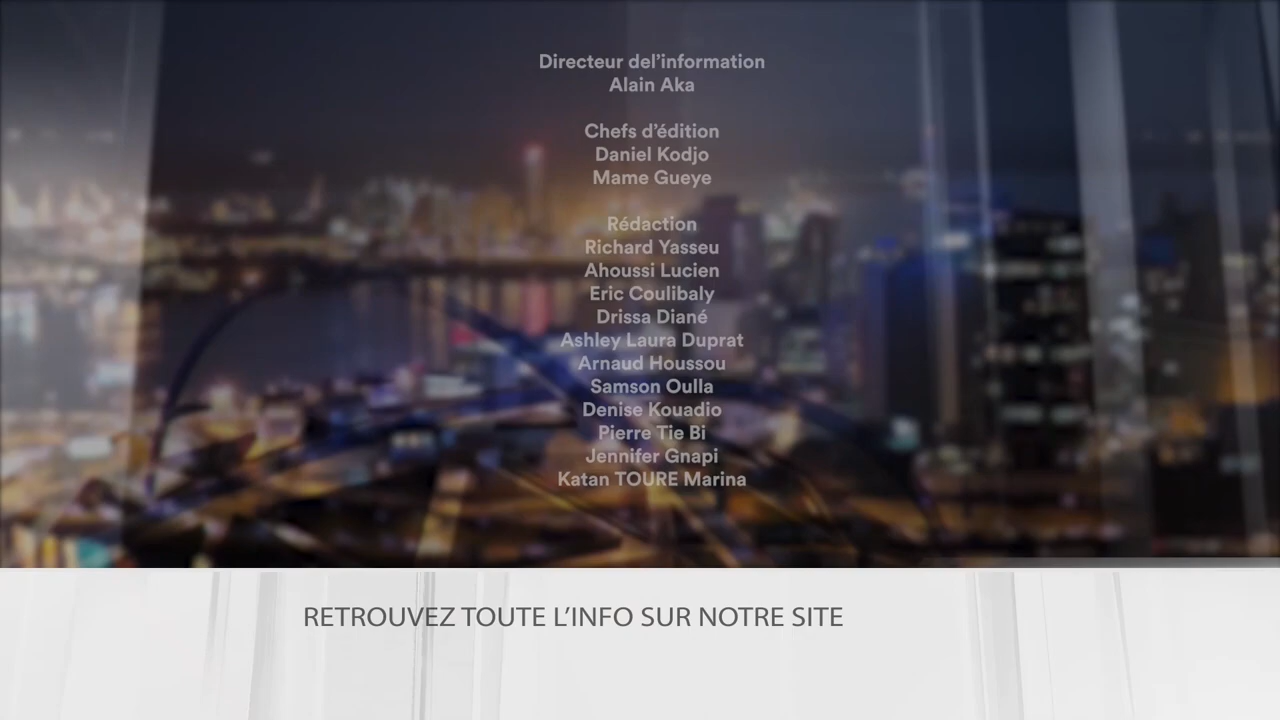 Directeur del’information
Alain Aka
Chefs d’édition
Daniel Kodjo
Mame Gueye
Rédaction
Richard Yasseu
Ahoussi Lucien
Eric Coulibaly
Drissa Diané
Ashley Laura Duprat
Arnaud Houssou
Samson Oulla
Denise Kouadio
Pierre Tie Bi
Jennifer Gnapi
Katan TOURE Marina
RETROUVEZ TOUTE L’INFO SUR NOTRE SITE